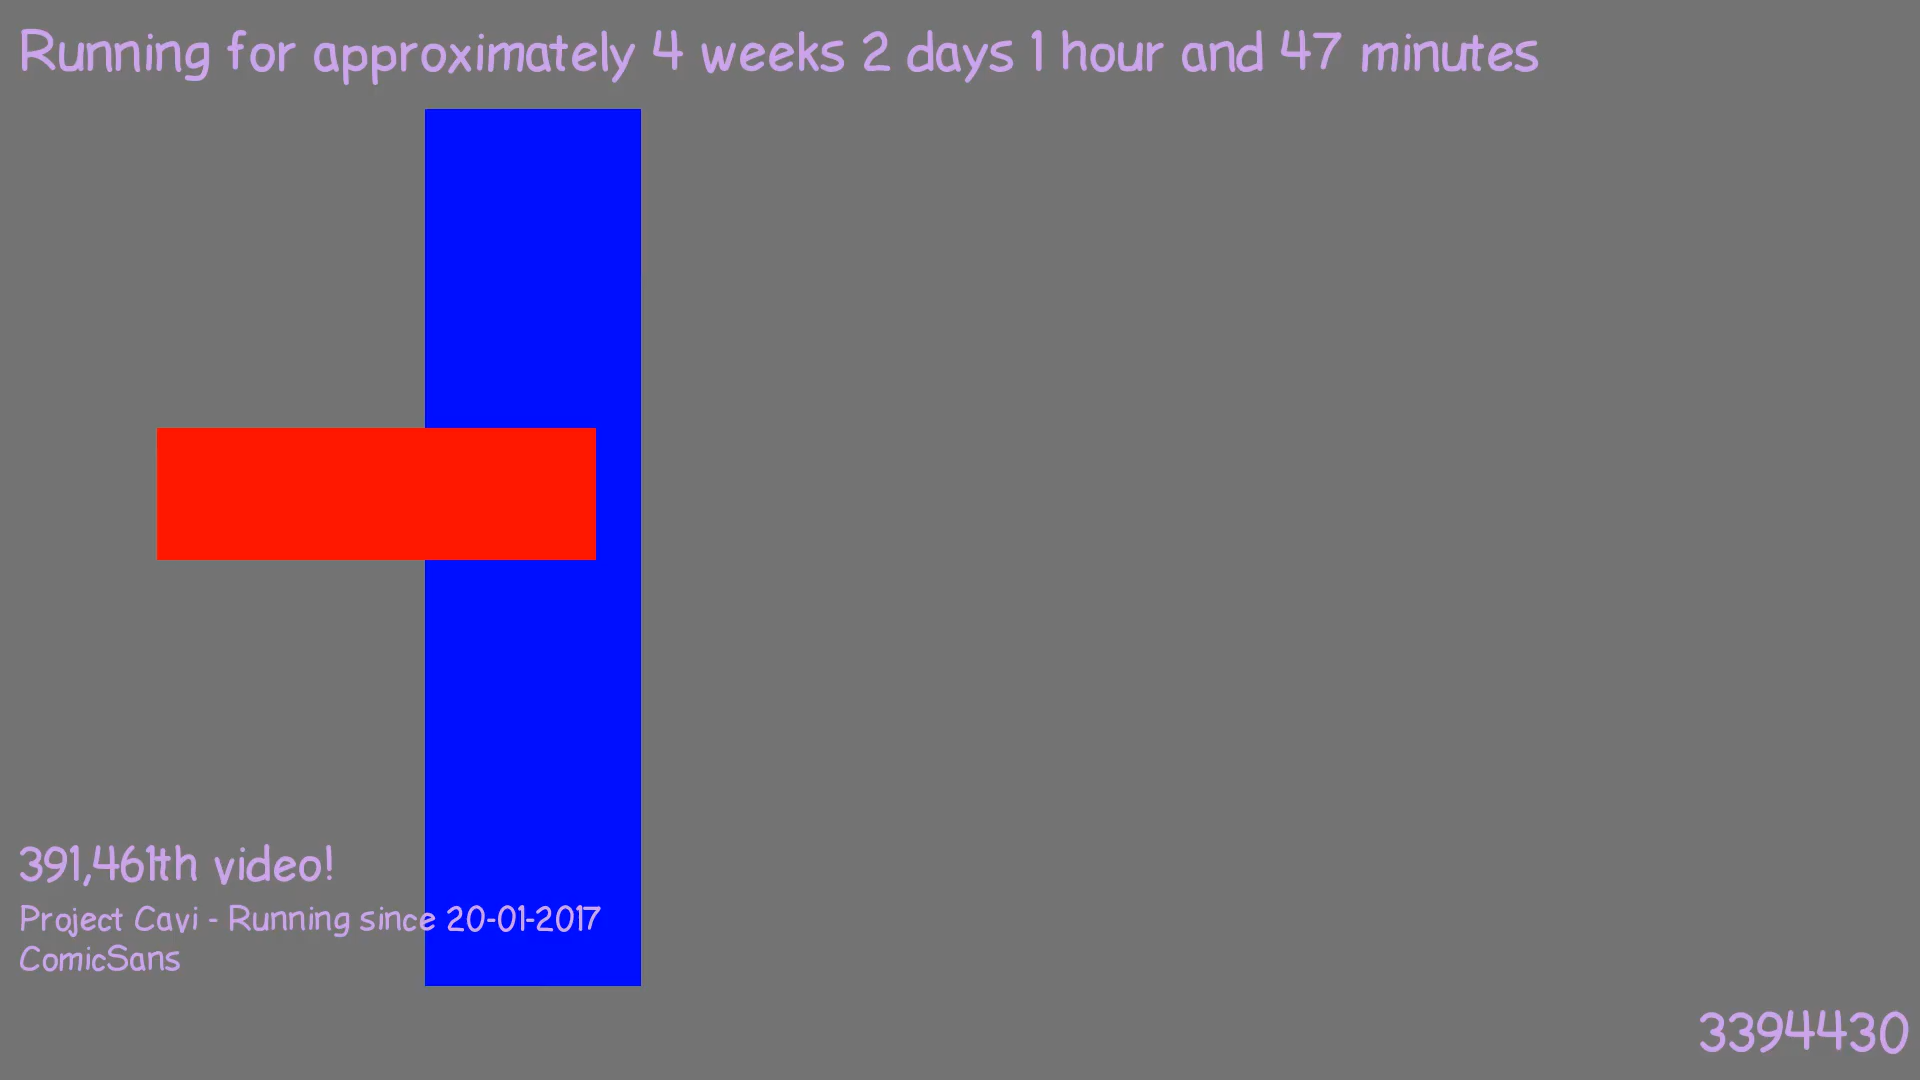 Running for approximately 4 weeks 2 days 1 hour and 47 minutes
391,461th video!
Project Cavi - Running since 20-01-2017
ComicSans
3394430